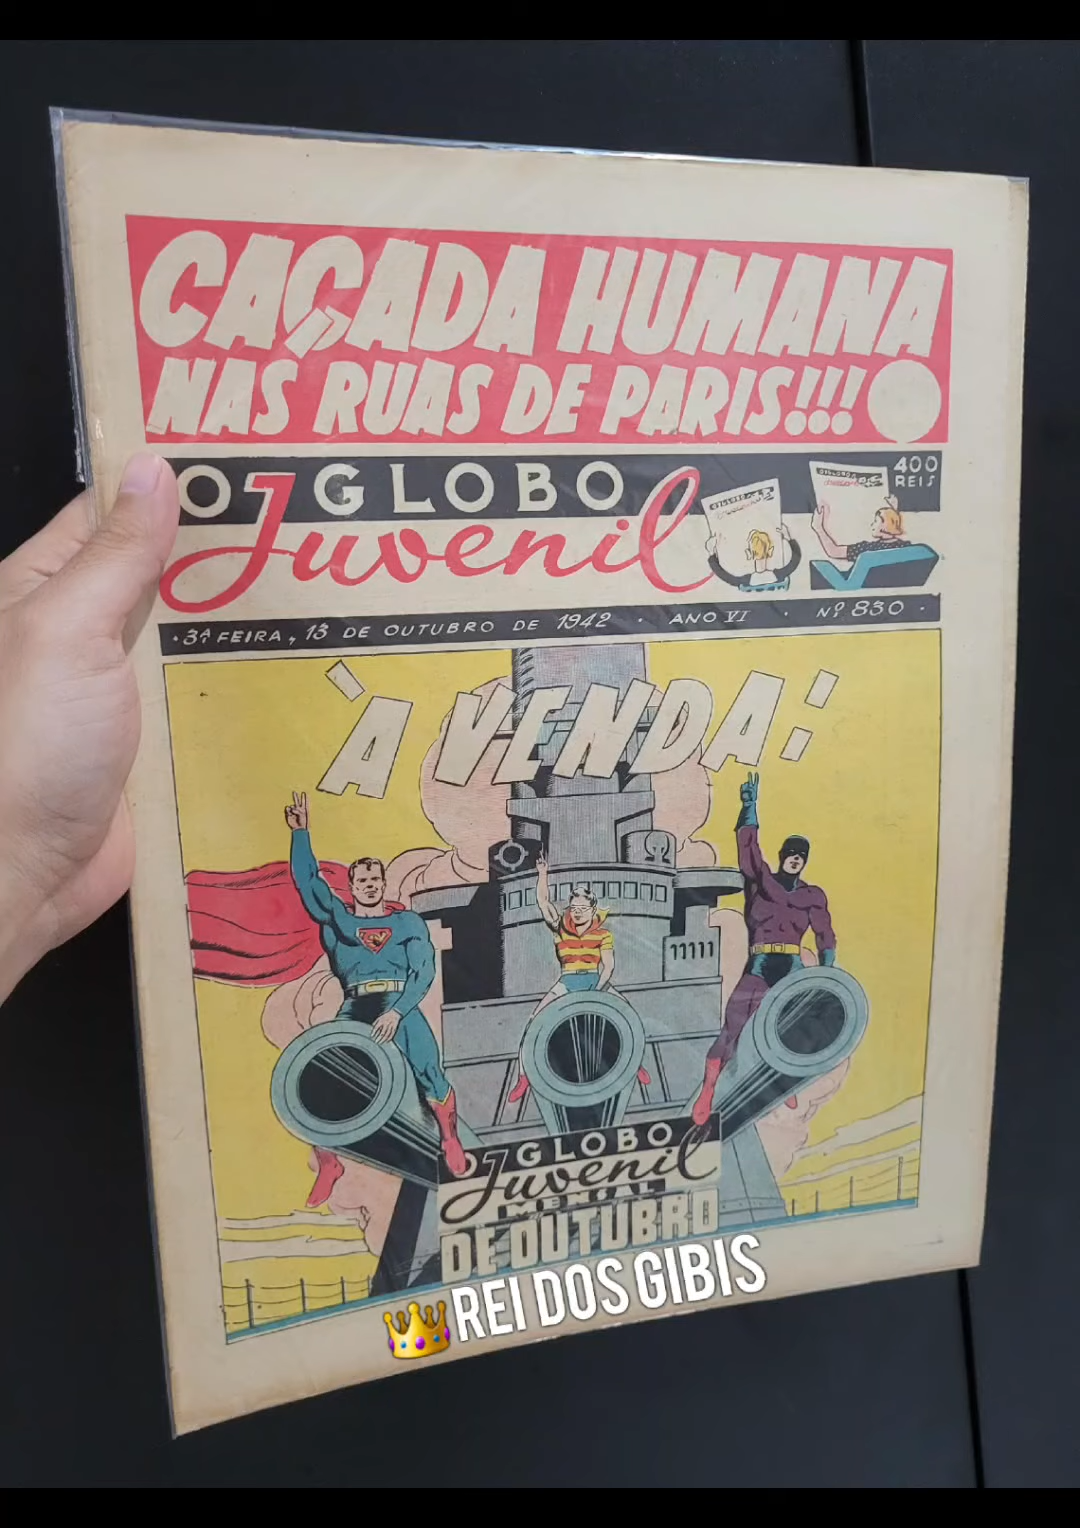 CAÇADA HUMANA
NAS RUAS DE PARIS!!!
O GLOBO
Juvenil
400
REIS
3ª FEIRA, 13 DE OUTUBRO DE 1942 · ANO VI · Nº 830 ·
'A VENDA:
O GLOBO
Juvenil
MENSAL
DE OUTUBRO
👑REI DOS GIBIS